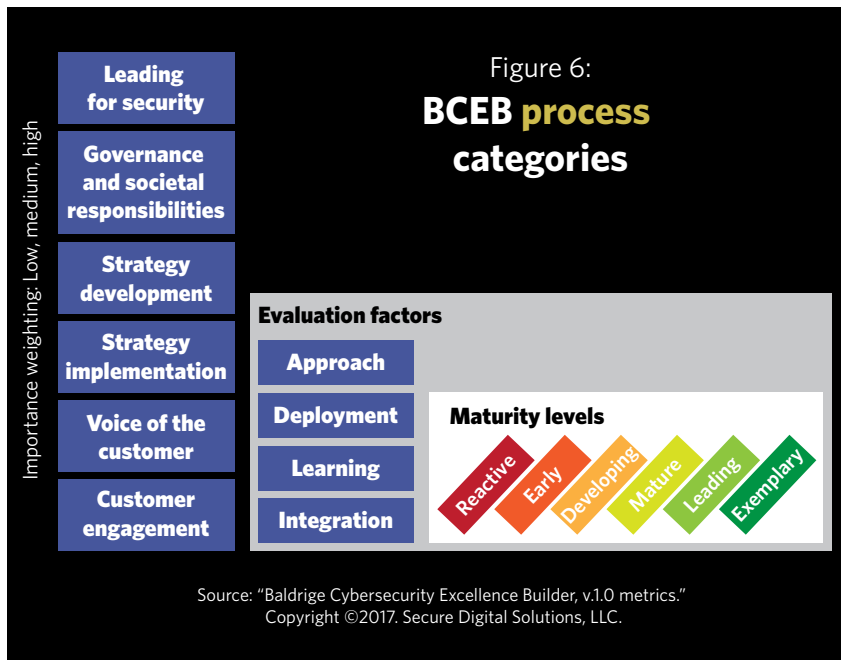 Figure 6:
BCEB process
categories
Importance weighting: Low, medium, high
Leading
for security
Governance
and societal
responsibilities
Strategy
development
Strategy
implementation
Voice of the
customer
Customer
engagement
Evaluation factors
Approach
Deployment
Learning
Integration
Maturity levels
Reactive
Early
Developing
Mature
Leading
Exemplary
Source: “Baldrige Cybersecurity Excellence Builder, v.1.0 metrics.”
Copyright ©2017. Secure Digital Solutions, LLC.